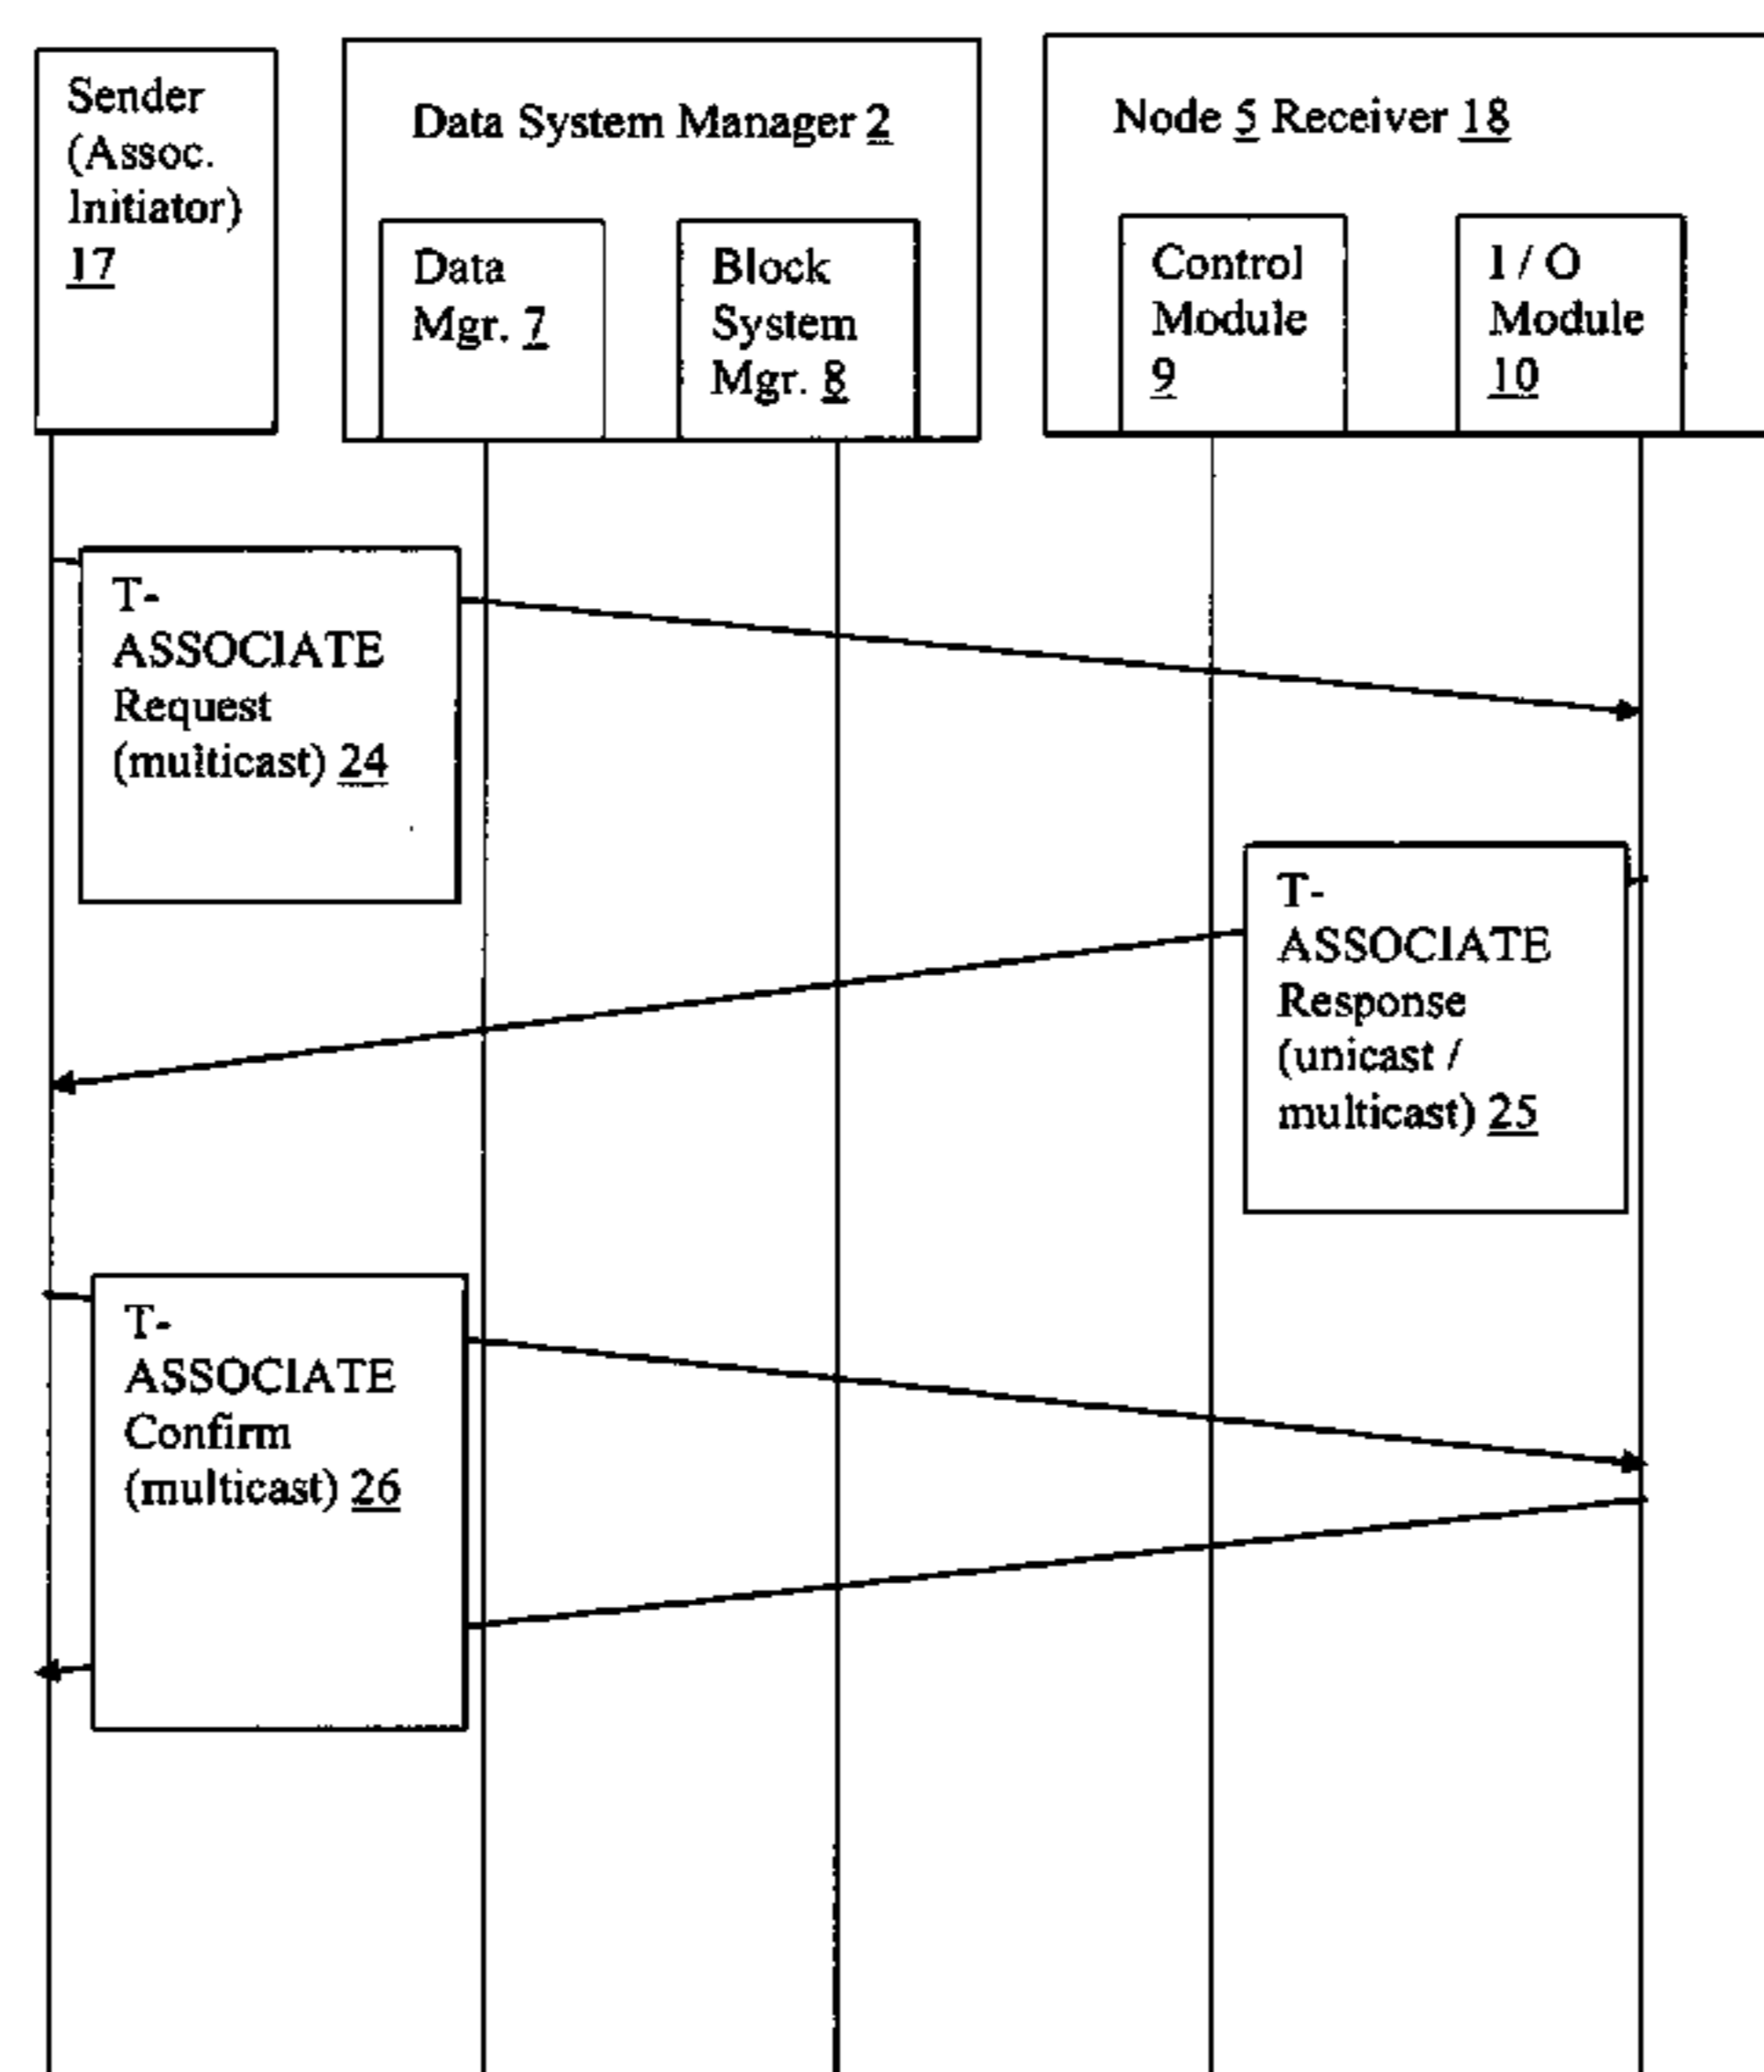 Sender
(Assoc.
Initiator)
17
Data System Manager 2
Data
Mgr. 7
Block
System
Mgr. 8
Node 5 Receiver 18
Control
Module
9
I / O
Module
10
T-
ASSOCIATE
Request
(multicast) 24
T-
ASSOCIATE
Response
(unicast /
multicast) 25
T-
ASSOCIATE
Confirm
(multicast) 26